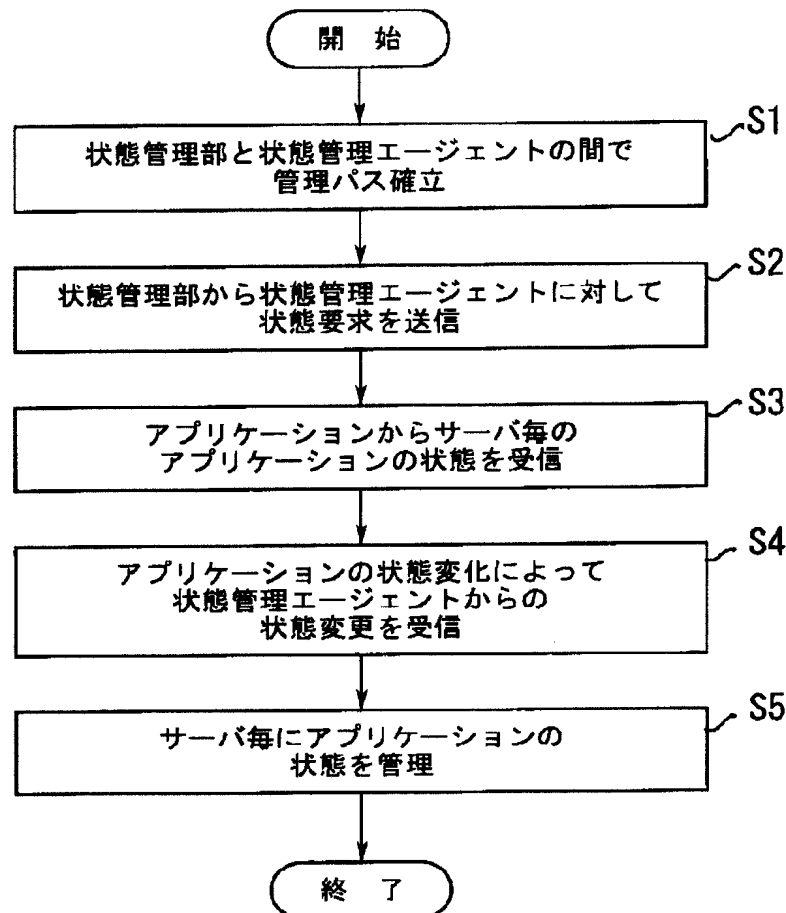 開 始
S1
状態管理部と状態管理エージェントの間で
管理パス確立
S2
状態管理部から状態管理エージェントに対して
状態要求を送信
S3
アプリケーションからサーバ毎の
アプリケーションの状態を受信
S4
アプリケーションの状態変化によって
状態管理エージェントからの
状態変更を受信
S5
サーバ毎にアプリケーションの
状態を管理
終 了